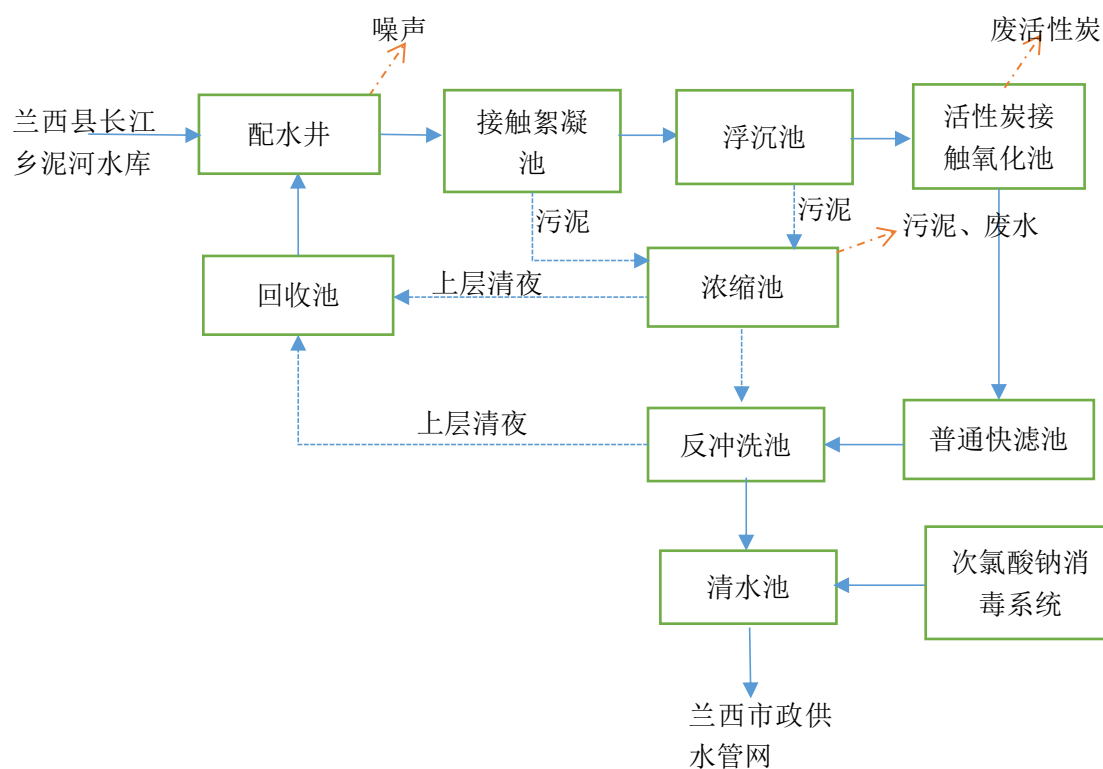 噪声
废活性炭
兰西县长江
乡泥河水库
配水井
接触絮凝
池
浮沉池
活性炭接
触氧化池
污泥
污泥
污泥、废水
回收池
上层清夜
浓缩池
上层清夜
反冲洗池
普通快滤池
清水池
次氯酸钠消
毒系统
兰西市政供
水管网